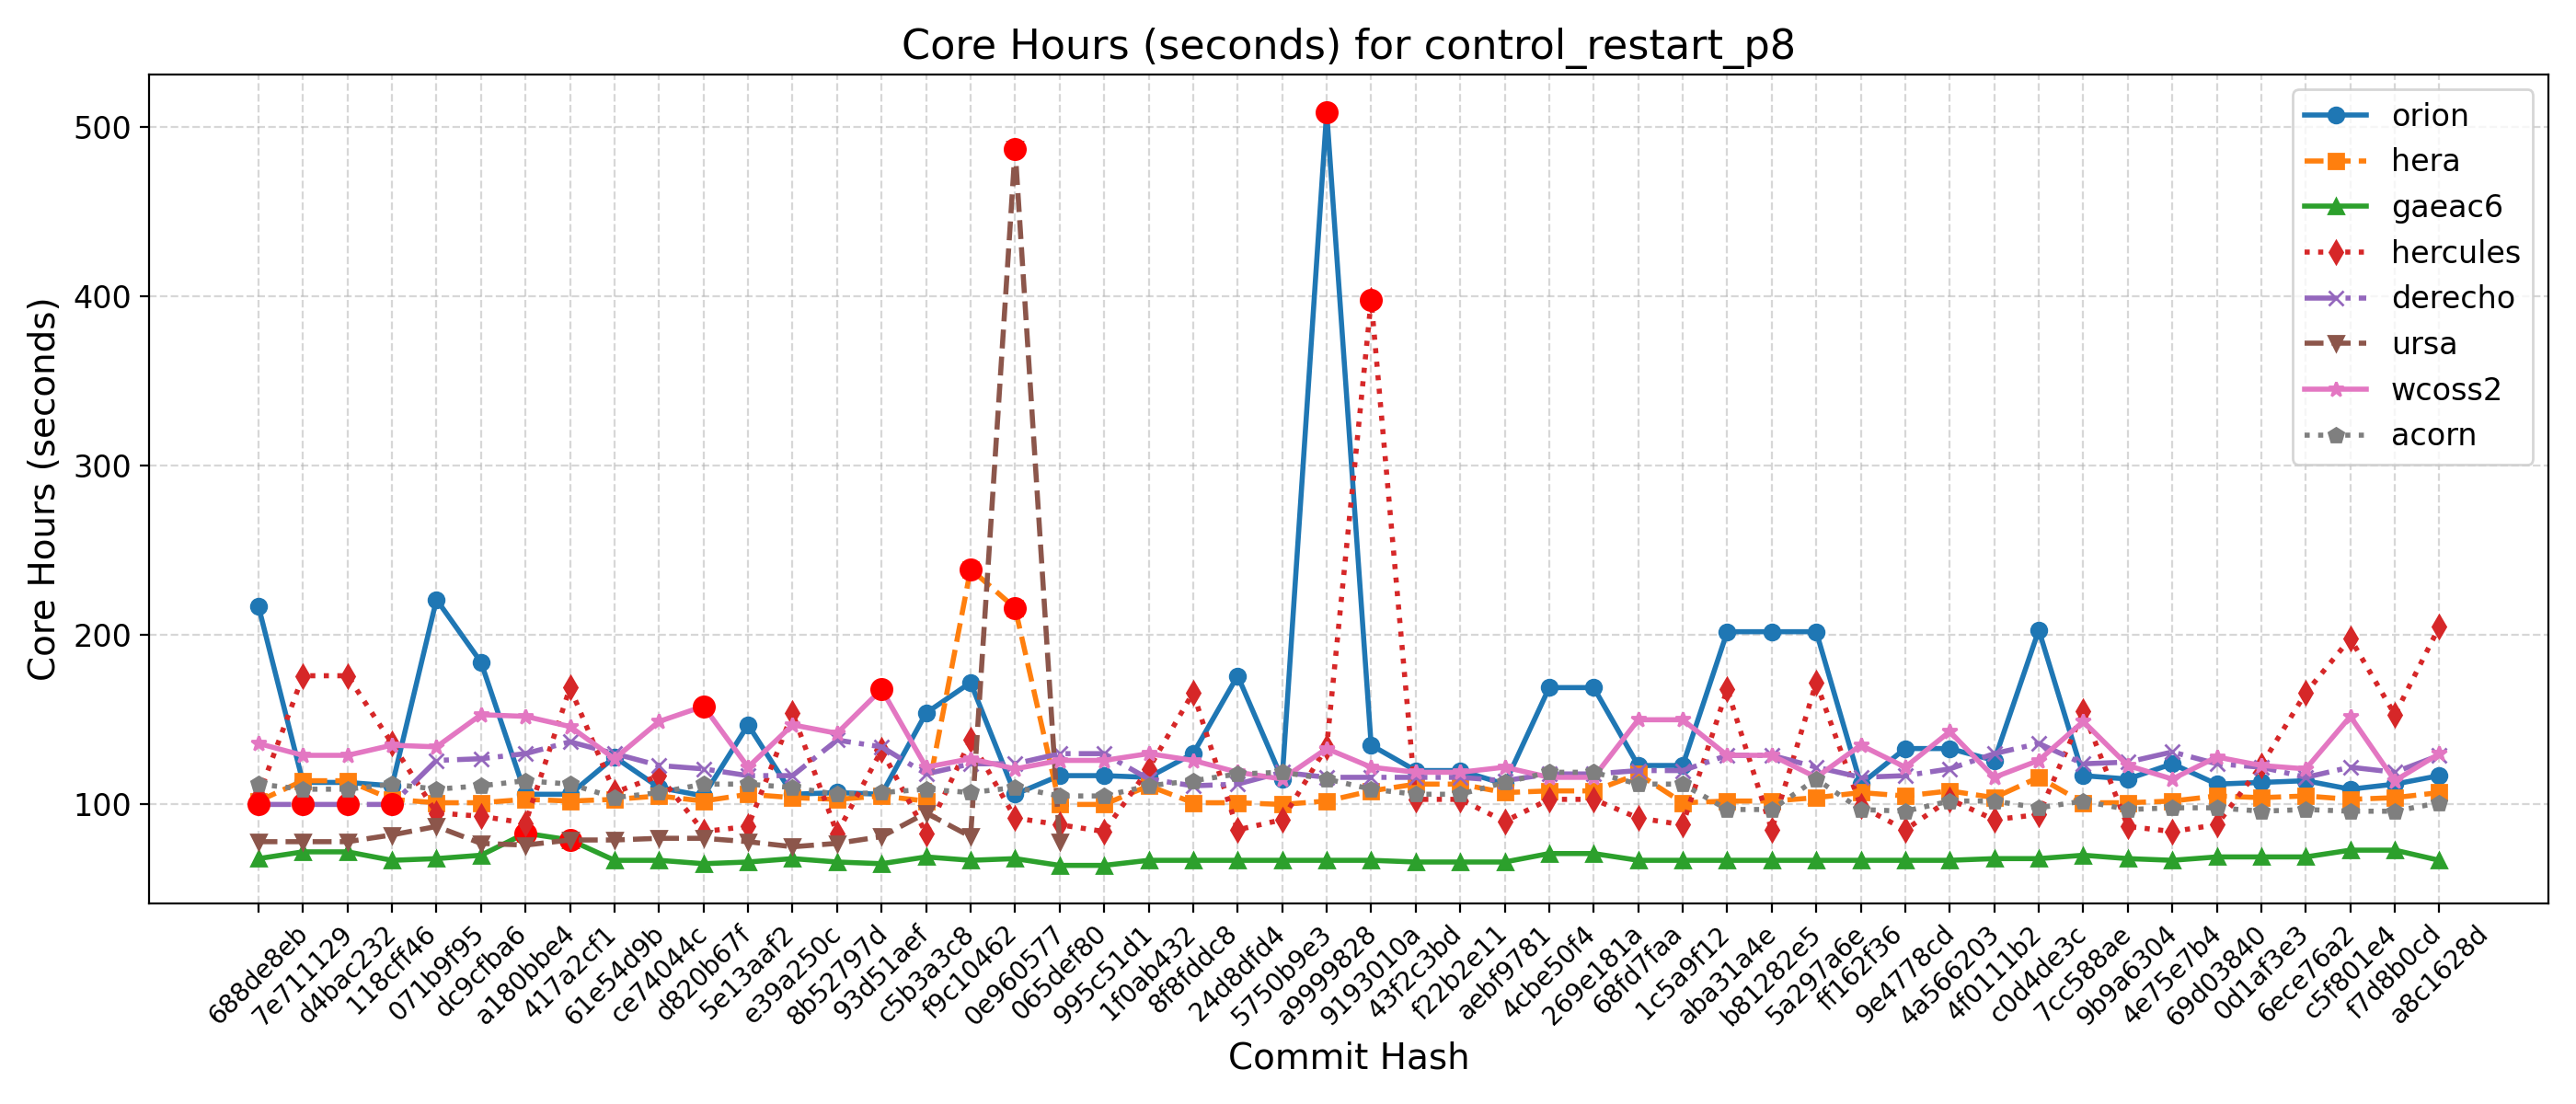 Core Hours (seconds) for control_restart_p8
Core Hours (seconds)
500
400
300
200
100
orion
hera
gaeac6
hercules
derecho
ursa
wcoss2
acorn
688de8eb
7e711129
d4bac232
118cff46
071b9f95
dc9cfba6
a180bbe4
417a2cf1
61e54d9b
ce74044c
d820b67f
5e13aaf2
e39a250c
8b52797d
93d51aef
c5b3a3c8
f9c10462
0e960577
065def80
995c51d1
1f0ab432
8f8fddc8
24d8dfd4
5750b9e3
a9999828
9193010a
43f2c3bd
f22b2e11
aebf9781
4cbe50f4
269e181a
68fd7faa
1c5a9f12
aba31a4e
b81282e5
5a297a6e
ff162f36
9e4778cd
4a566203
4f0111b2
c0d4de3c
7cc588ae
9b9a6304
4e75e7b4
69d03840
0d1af3e3
6ece76a2
c5f801e4
f7d8b0cd
a8c1628d
Commit Hash